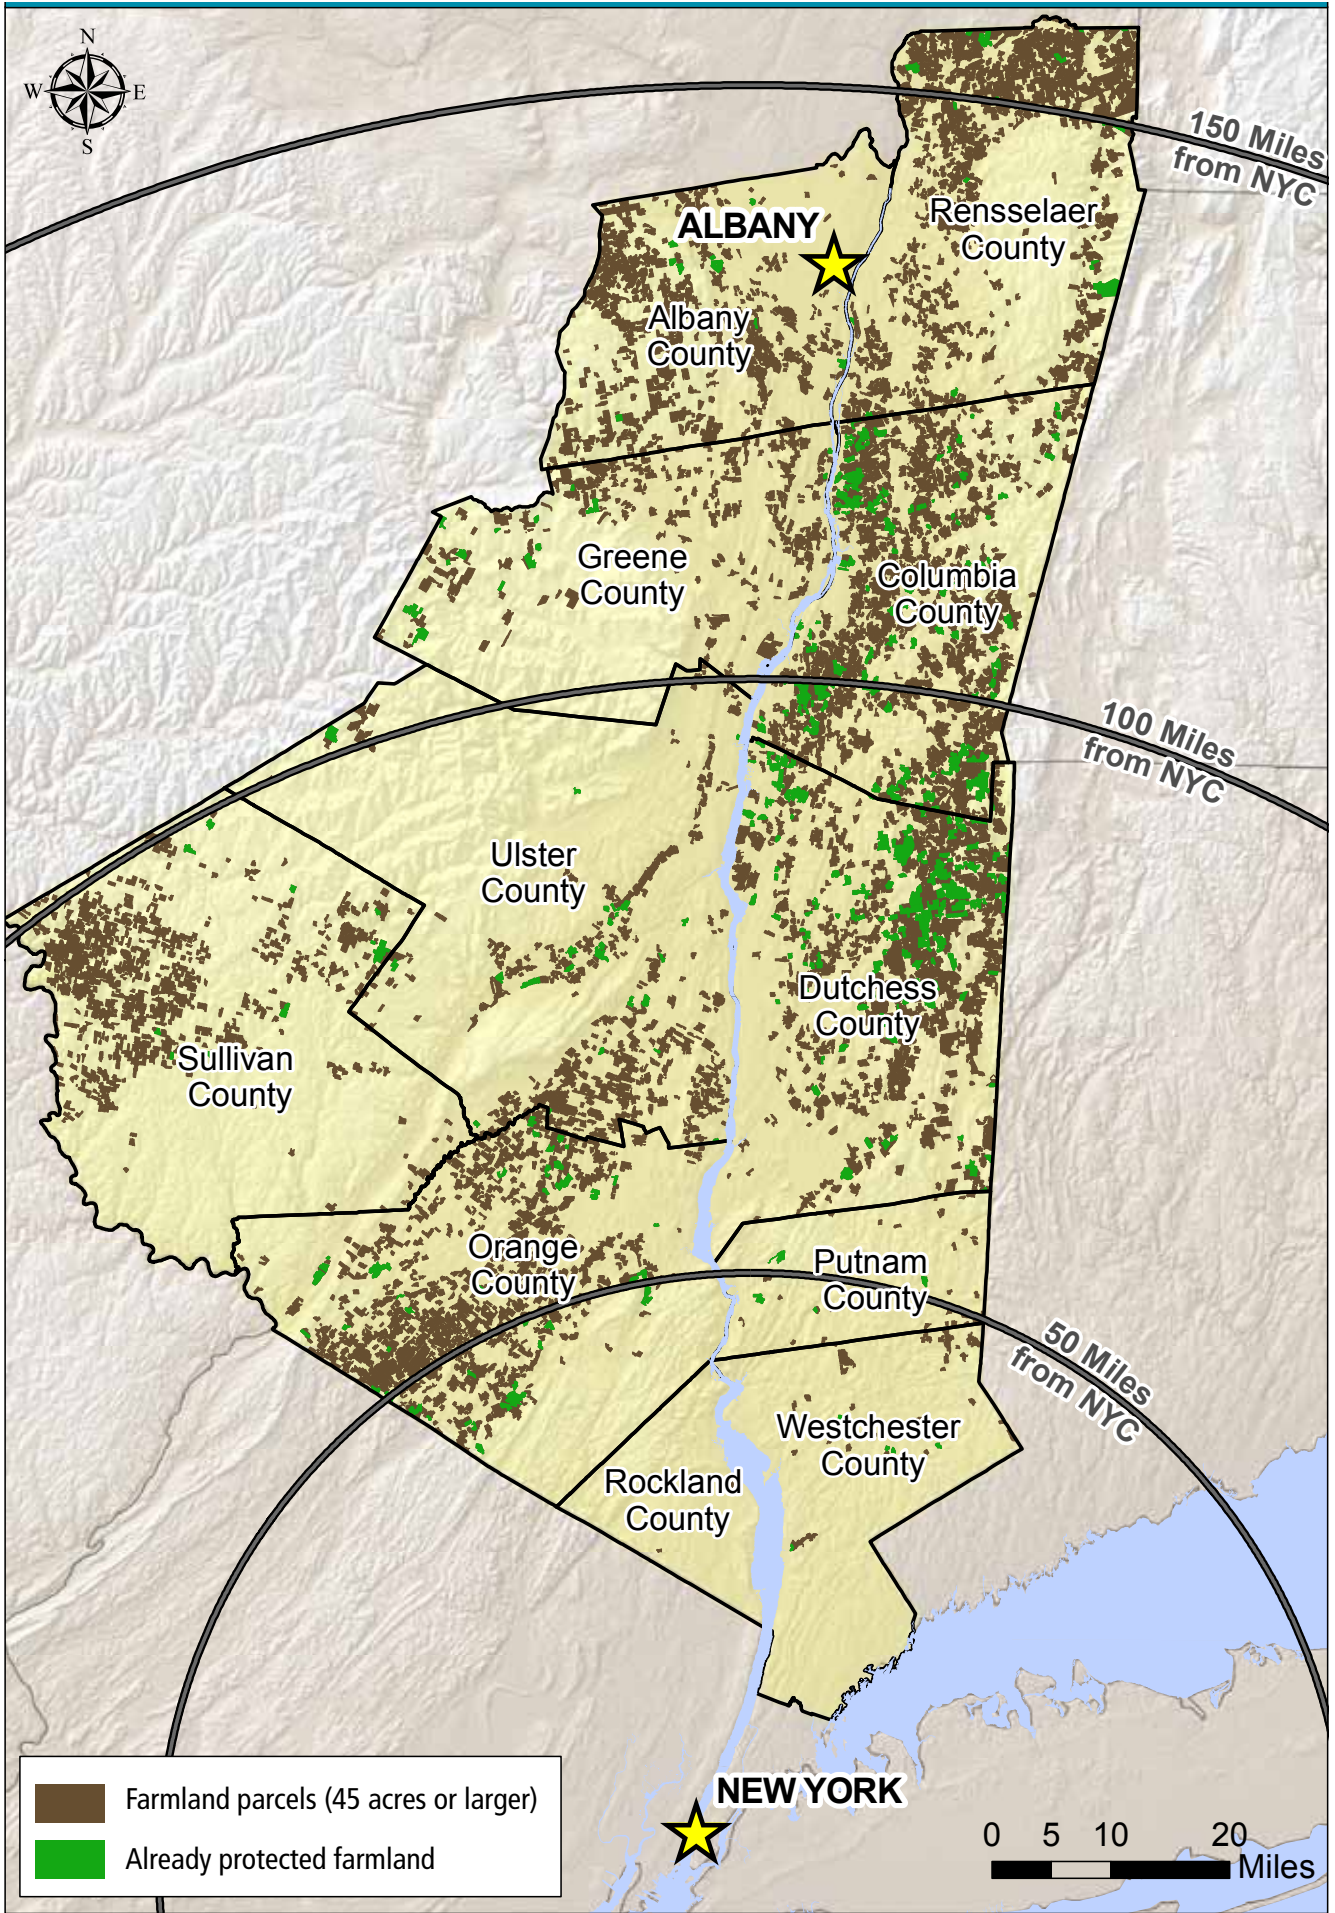 N
W
E
S
150 Miles
from NYC
Rensselaer
County
ALBANY
Albany
County
Greene
County
Columbia
County
100 Miles
from NYC
Ulster
County
Dutchess
County
Sullivan
County
Orange
County
Putnam
County
50 Miles
from NYC
Westchester
County
Rockland
County
NEW YORK
Farmland parcels (45 acres or larger)
Already protected farmland
0 5 10 20
Miles